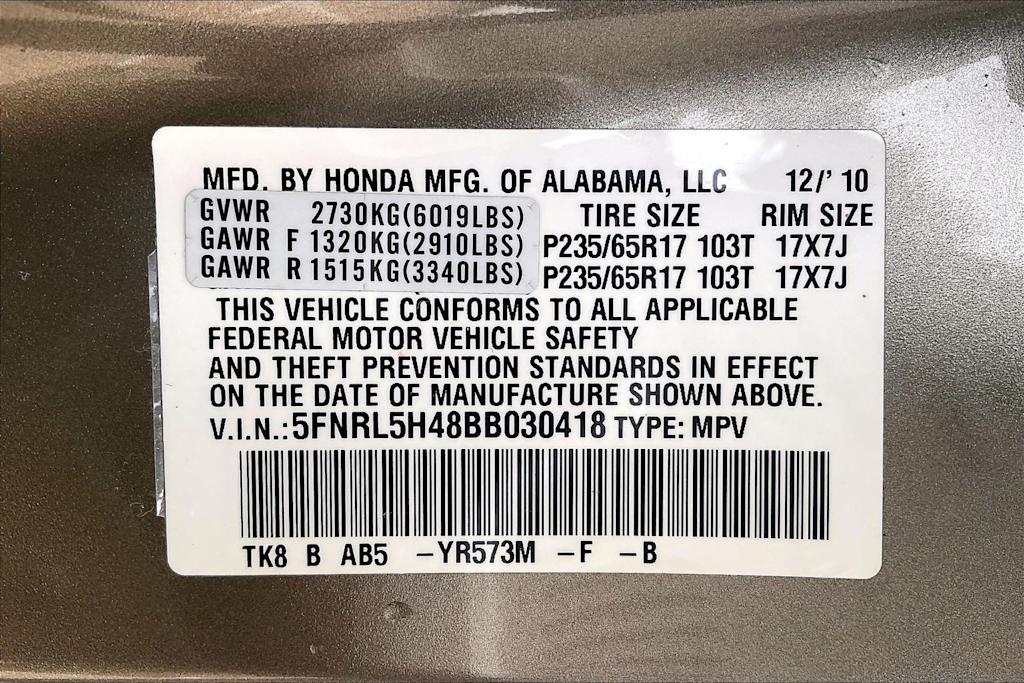 MFD. BY HONDA MFG. OF ALABAMA, LLC 12/' 10
GVWR 2730KG(6019LBS) TIRE SIZE RIM SIZE
GAWR F 1320KG(2910LBS) P235/65R17 103T 17X7J
GAWR R 1515KG(3340LBS) P235/65R17 103T 17X7J
THIS VEHICLE CONFORMS TO ALL APPLICABLE
FEDERAL MOTOR VEHICLE SAFETY
AND THEFT PREVENTION STANDARDS IN EFFECT
ON THE DATE OF MANUFACTURE SHOWN ABOVE.
V.I.N.: 5FNRL5H48BB030418 TYPE: MPV
TK8 B AB5 –YR573M –F –B